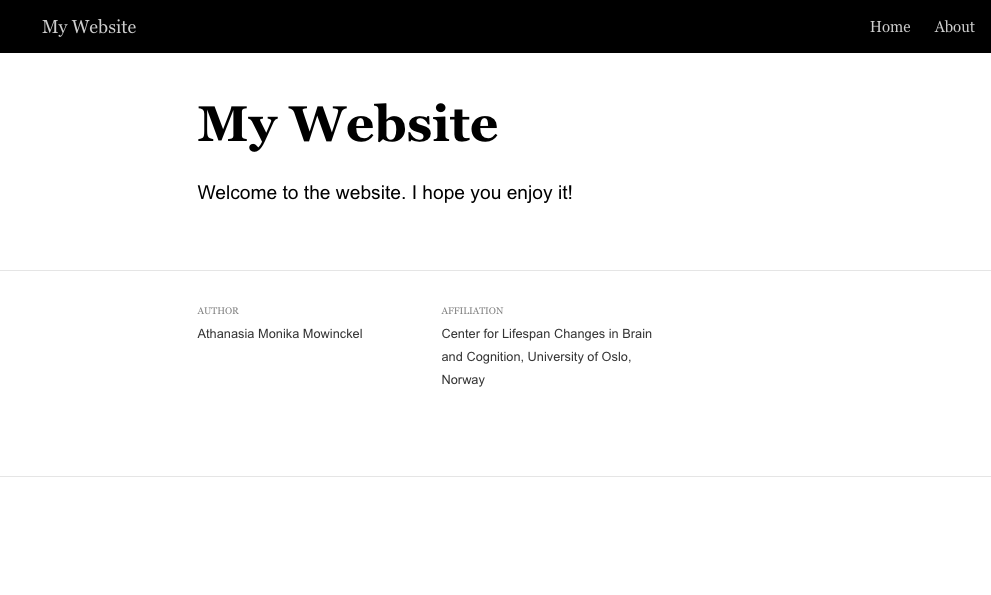 My Website
Home About
My Website
Welcome to the website. I hope you enjoy it!
AUTHOR
Athanasia Monika Mowinckel
AFFILIATION
Center for Lifespan Changes in Brain
and Cognition, University of Oslo,
Norway